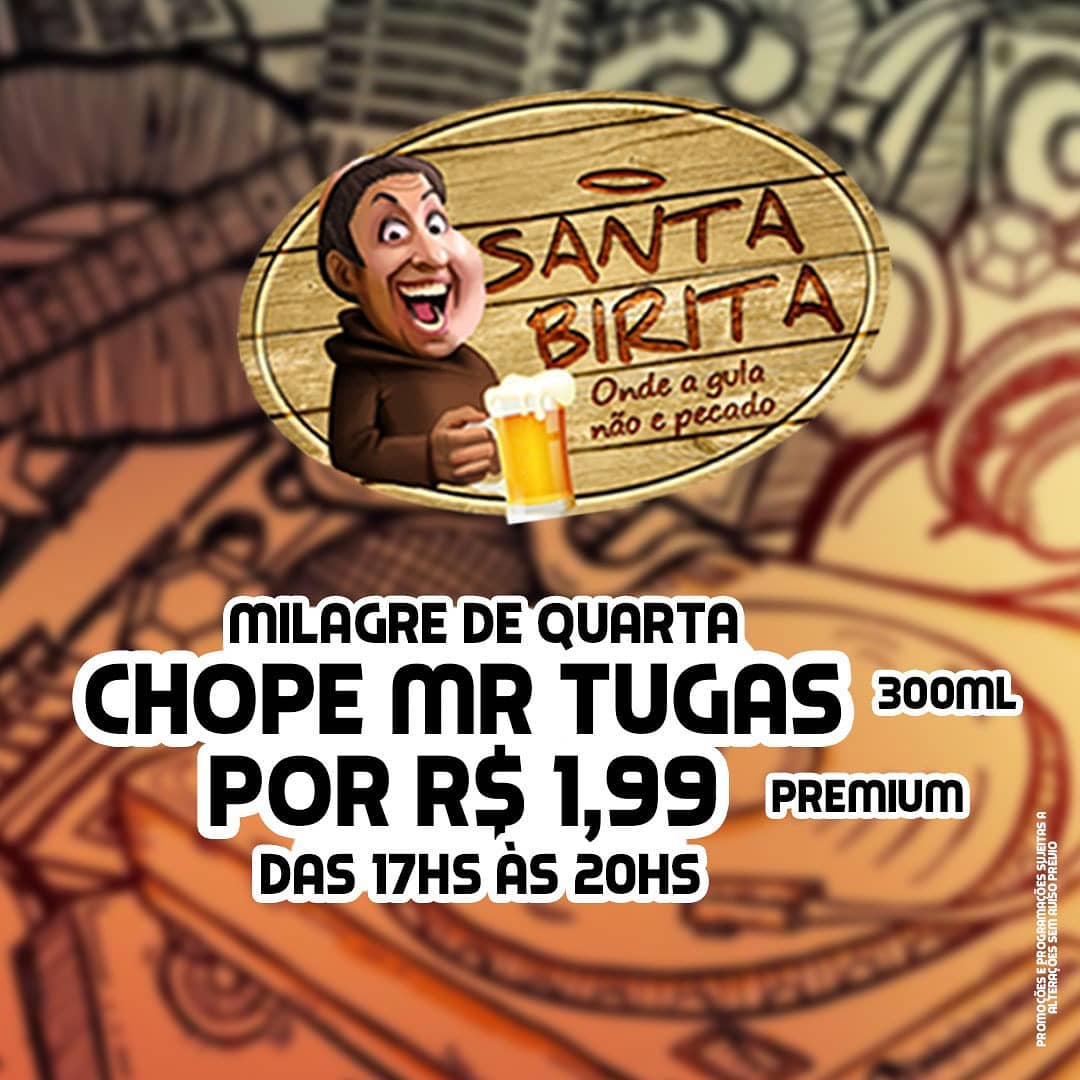 SANTA
BIRITA
Onde a gula
não e pecado
MILAGRE DE QUARTA
CHOPE MR TUGAS 300ML
POR R$ 1,99 PREMIUM
DAS 17HS ÀS 20HS
PROMOÇÕES E PROGRAMAÇÕES SUJEITAS A
ALTERAÇÕES SEM AVISO PRÉVIO